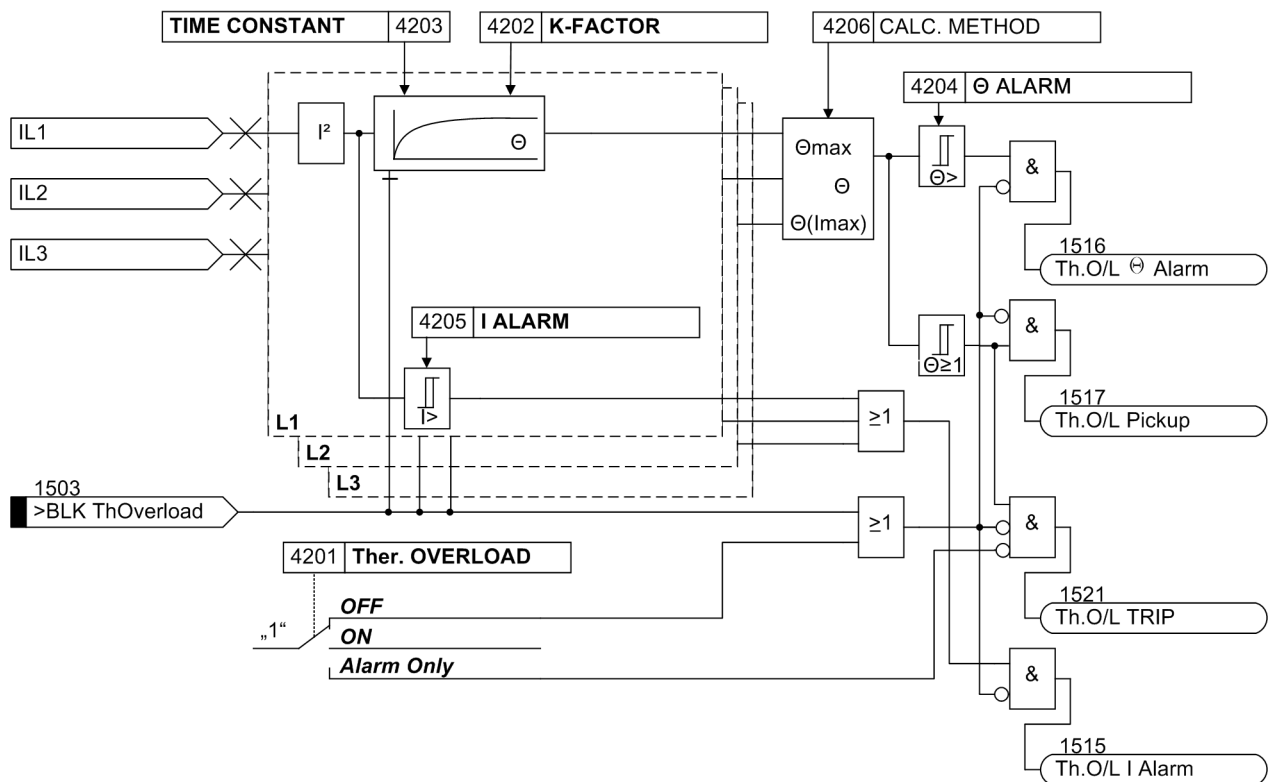 TIME CONSTANT 4203
4202 K-FACTOR
4206 CALC. METHOD
4204 Θ ALARM
IL1
I²
Θ
Θmax
Θ
Θ(Imax)
Θ>
&
IL2
IL3
1516
Th.O/L Θ Alarm
4205 I ALARM
I>
Θ≥1
&
1517
Th.O/L Pickup
L1
L2
L3
≥1
1503
>BLK ThOverload
≥1
&
4201 Ther. OVERLOAD
„1“
OFF
ON
Alarm Only
1521
Th.O/L TRIP
&
1515
Th.O/L I Alarm